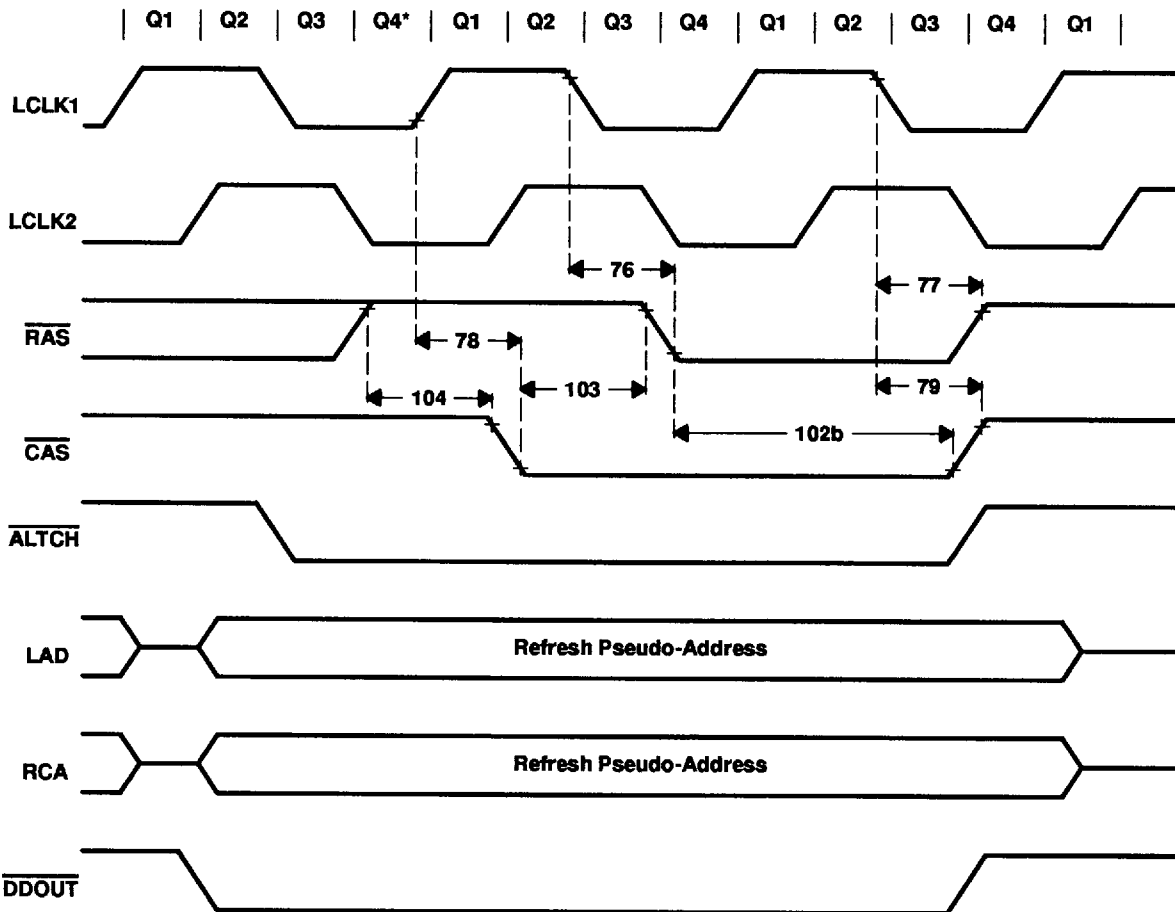 Q1 Q2 Q3 Q4* Q1 Q2 Q3 Q4 Q1 Q2 Q3 Q4 Q1
LCLK1
LCLK2
76
77
RAS
78
79
104
103
102b
CAS
ALTCH
LAD
Refresh Pseudo-Address
RCA
Refresh Pseudo-Address
DDOUT